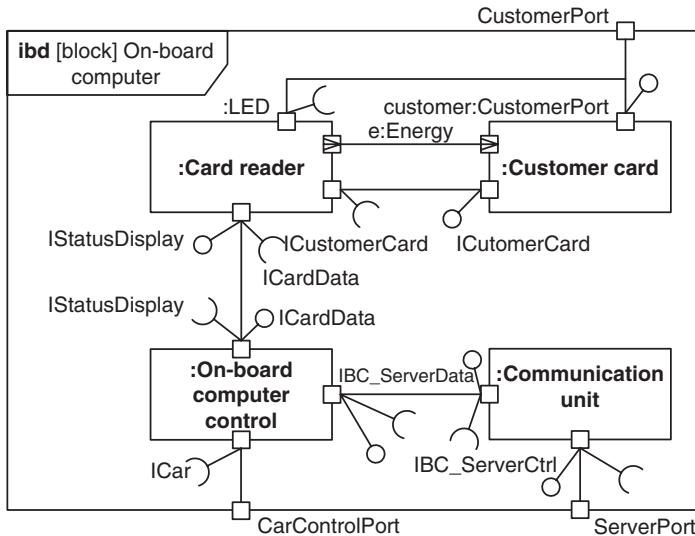 CustomerPort
ibd [block] On-board
computer
:LED
customer:CustomerPort
e:Energy
:Card reader
:Customer card
IStatusDisplay
ICustomerCard
ICutomerCard
ICardData
IStatusDisplay
ICardData
:On-board
computer
control
IBC_ServerData
:Communication
unit
ICar
IBC_ServerCtrl
CarControlPort
ServerPort